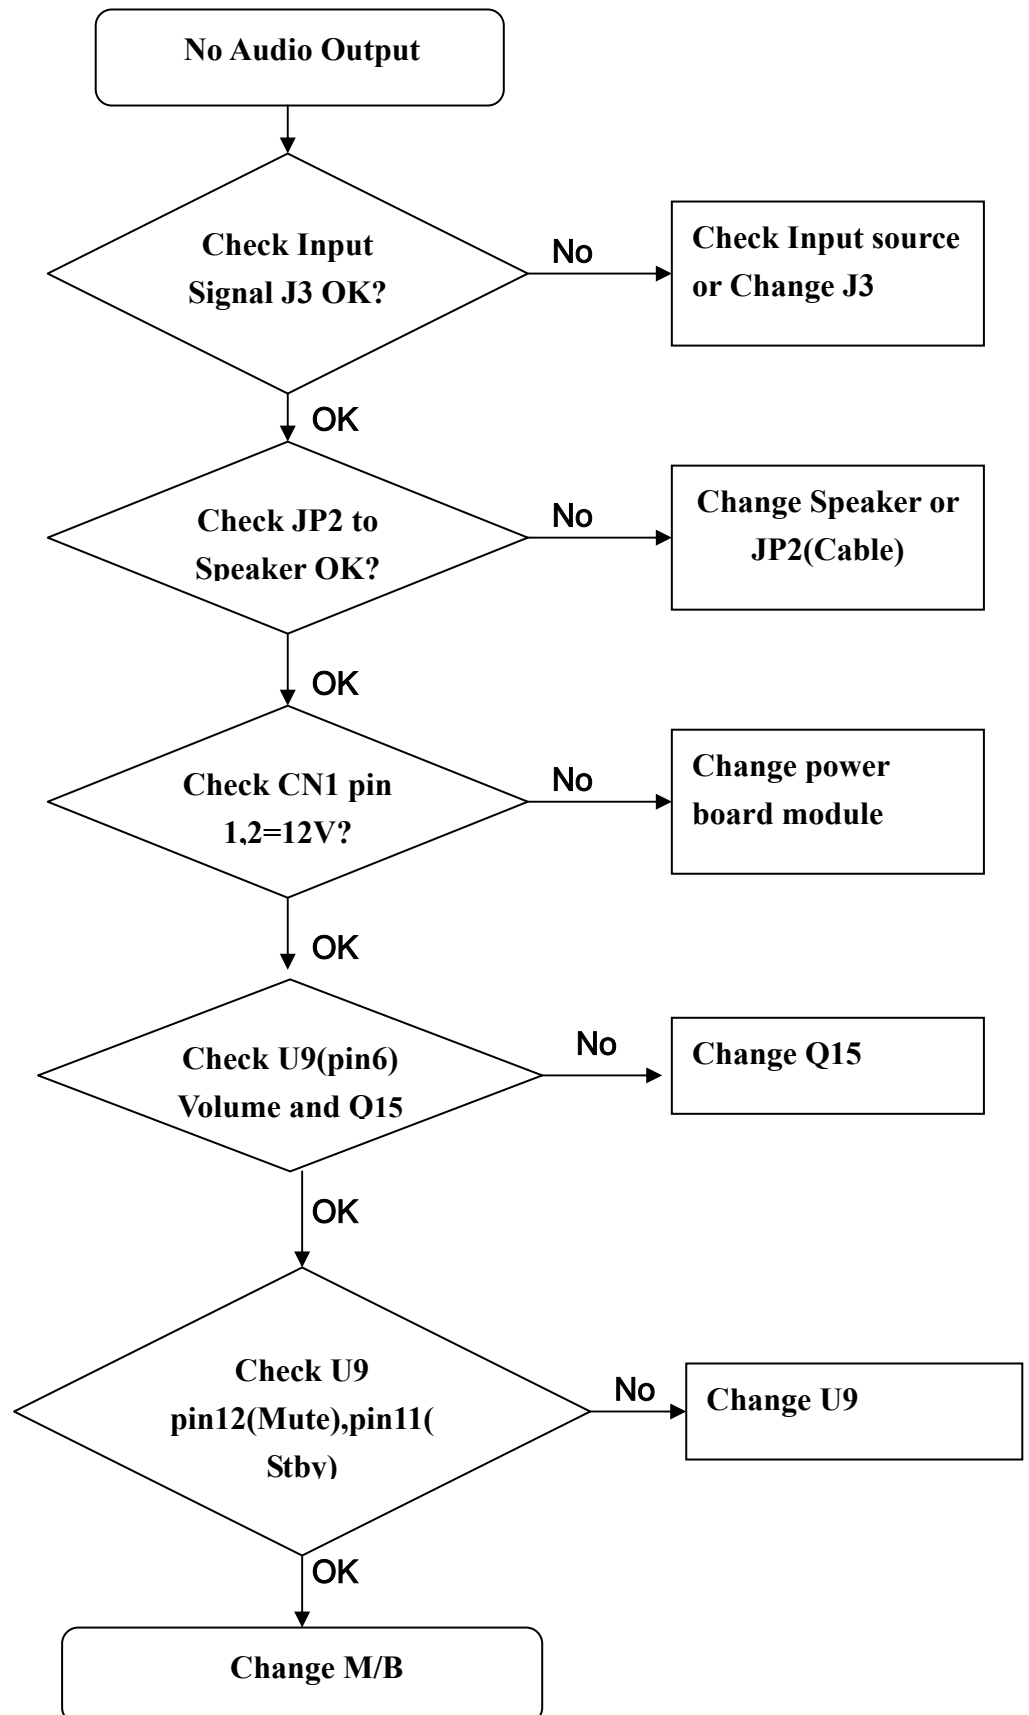 No Audio Output
Check Input
Signal J3 OK?
No
Check Input source
or Change J3
OK
Check JP2 to
Speaker OK?
No
Change Speaker or
JP2(Cable)
OK
Check CN1 pin
1,2=12V?
No
Change power
board module
OK
Check U9(pin6)
Volume and Q15
No
Change Q15
OK
Check U9
pin12(Mute),pin11(
Stby)
No
Change U9
OK
Change M/B